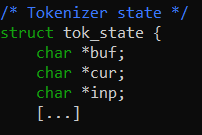 /* Tokenizer state */
struct tok_state {
    char *buf;
    char *cur;
    char *inp;
    [...]